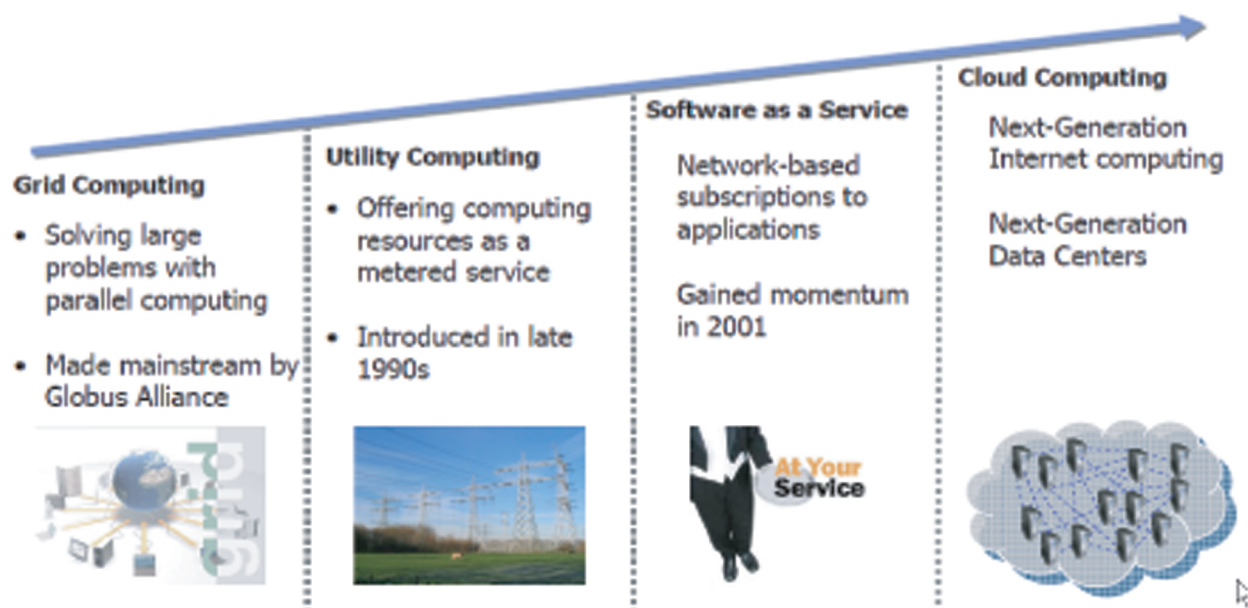 Grid Computing
• Solving large
problems with
parallel computing
• Made mainstream by
Globus Alliance
grid
Utility Computing
• Offering computing
resources as a
metered service
• Introduced in late
1990s
Software as a Service
Network-based
subscriptions to
applications
Gained momentum
in 2001
At Your
Service
Cloud Computing
Next-Generation
Internet computing
Next-Generation
Data Centers